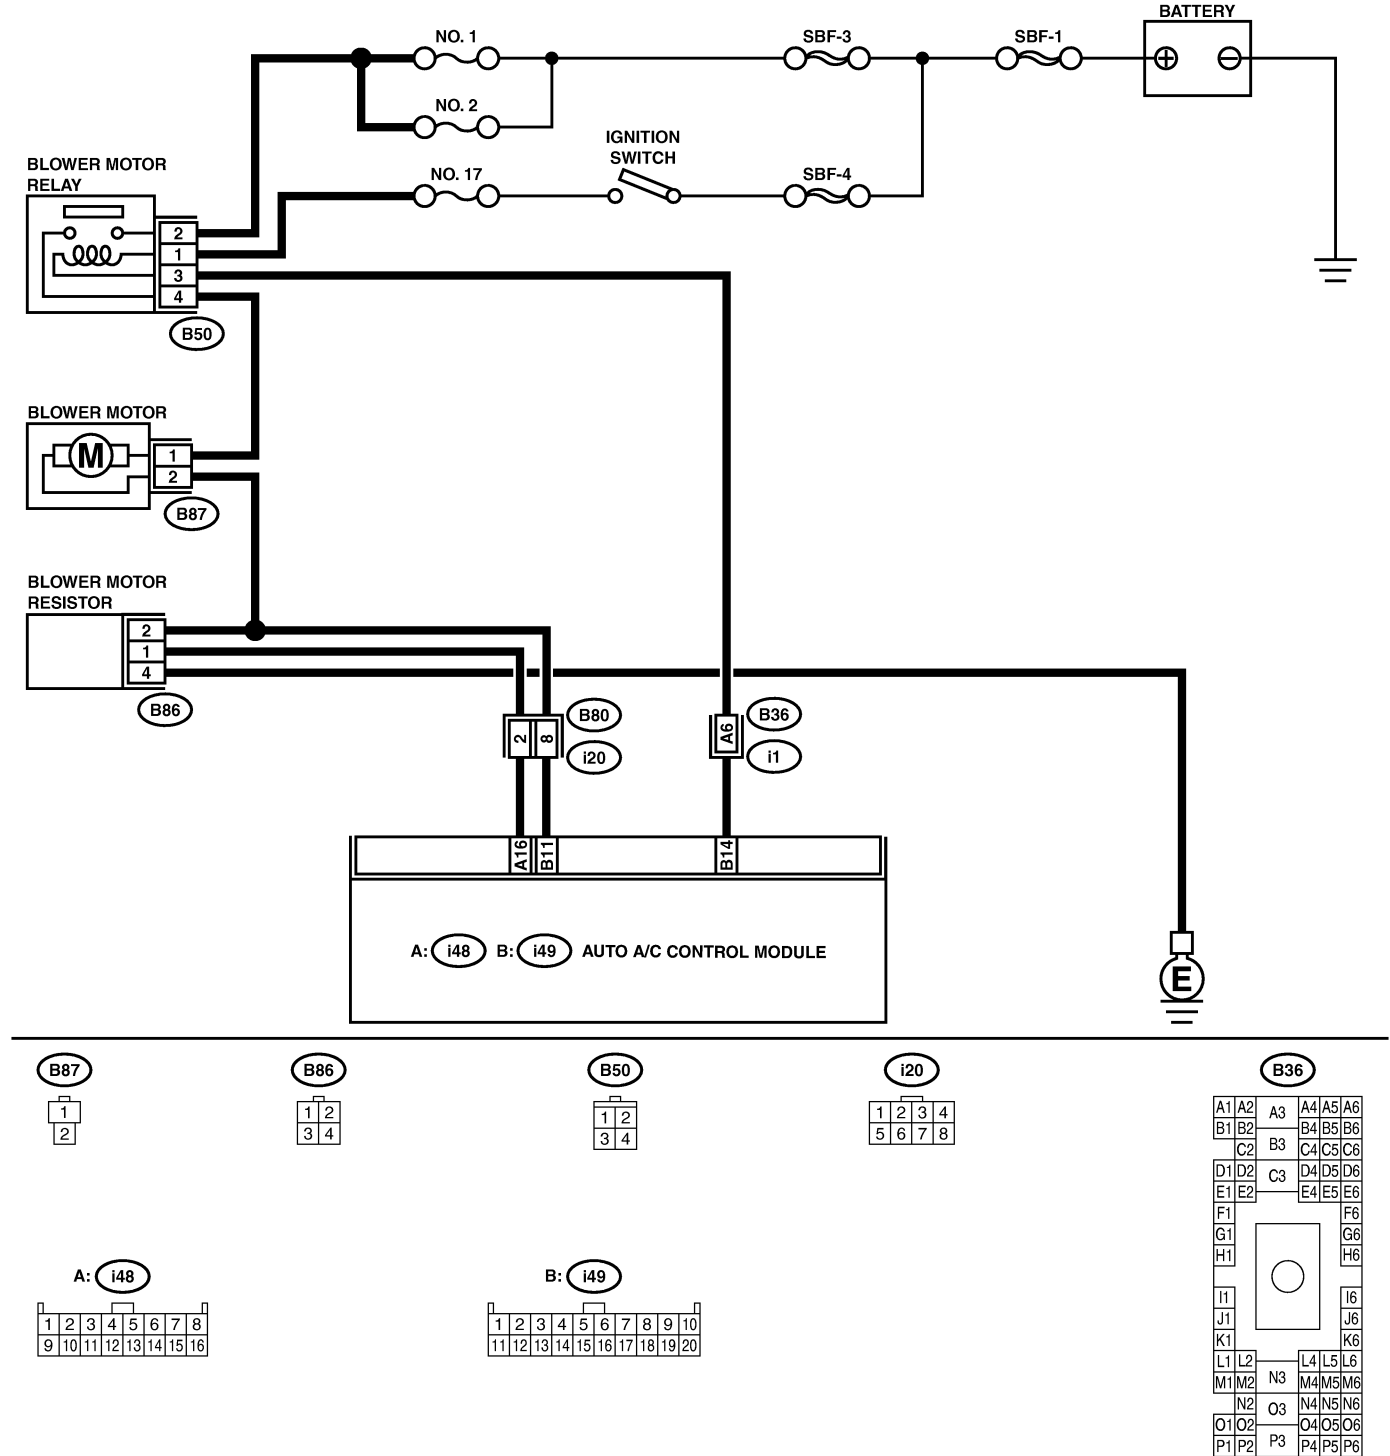 BATTERY
NO. 1
SBF-3
SBF-1
NO. 2
IGNITION
SWITCH
BLOWER MOTOR
RELAY
NO. 17
SBF-4
2
1
3
4
B50
BLOWER MOTOR
M
1
2
B87
BLOWER MOTOR
RESISTOR
2
1
4
B86
B80
B36
2
8
A6
i20
i1
A16
B11
B14
A: i48 B: i49 AUTO A/C CONTROL MODULE
E
B87
B86
B50
i20
B36
1
2
1 2
3 4
1 2
3 4
1 2 3 4
5 6 7 8
A1 A2 A3 A4 A5 A6
B1 B2 B3 B4 B5 B6
C2 C3 C4 C5 C6
D1 D2 D4 D5 D6
E1 E2 E4 E5 E6
F1 F6
G1 G6
H1 H6
I1 I6
J1 J6
K1 K6
L1 L2 L4 L5 L6
M1 M2 N3 M4 M5 M6
N2 O3 N4 N5 N6
O1 O2 O4 O5 O6
P1 P2 P3 P4 P5 P6
A: i48
1 2 3 4 5 6 7 8
9 10 11 12 13 14 15 16
B: i49
1 2 3 4 5 6 7 8 9 10
11 12 13 14 15 16 17 18 19 20